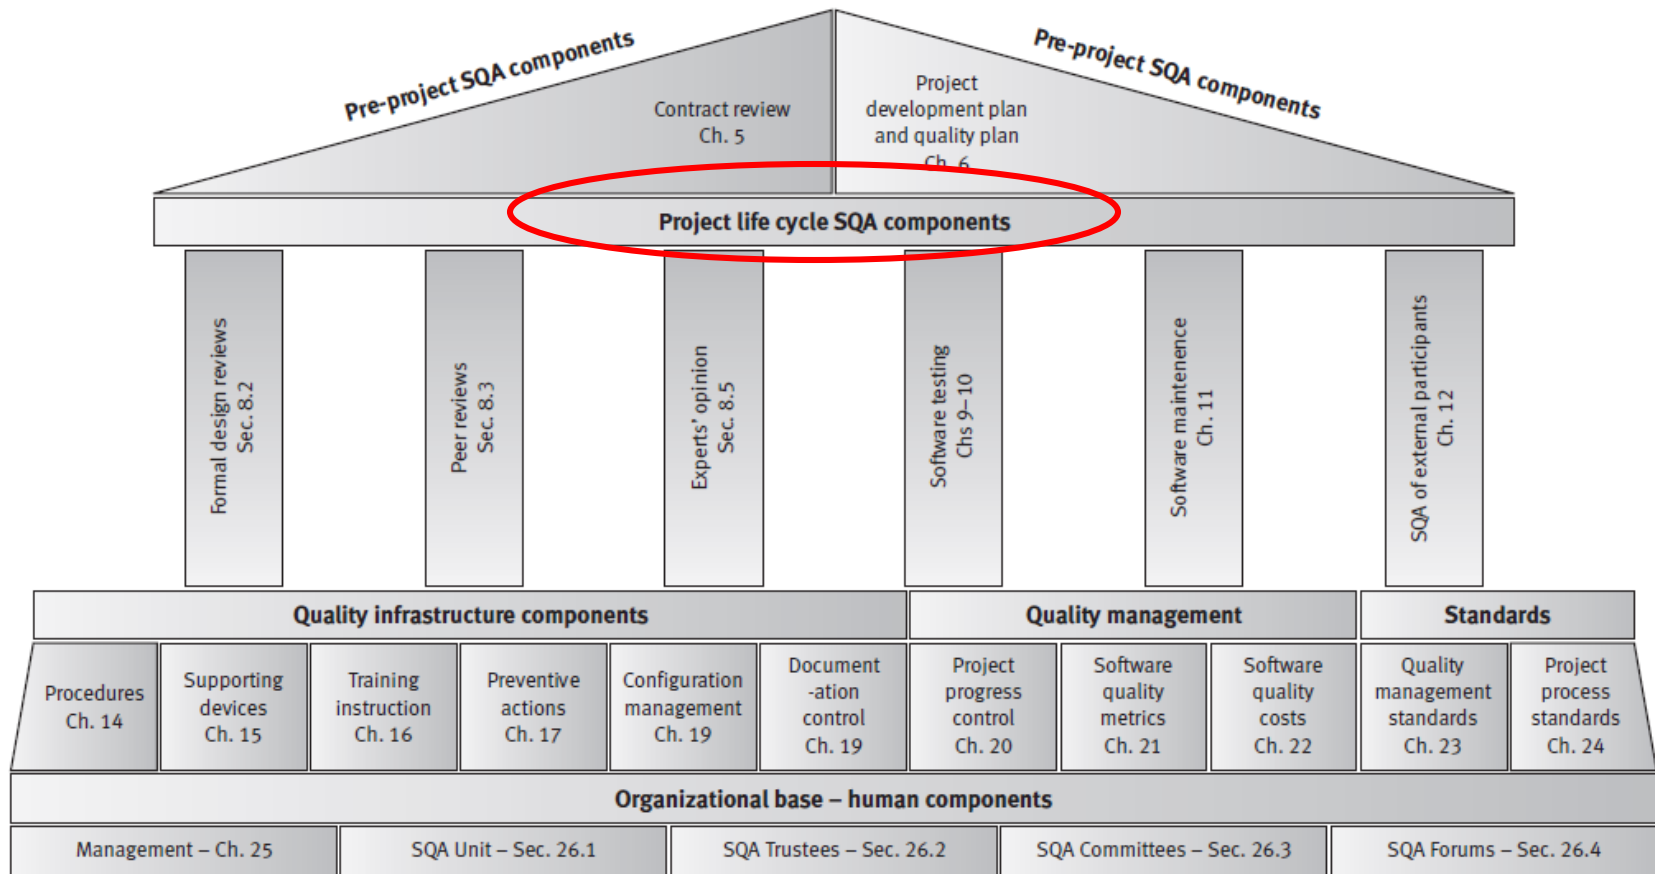 Pre-project SQA components
Pre-project SQA components
Contract review
Ch. 5
Project
development plan
and quality plan
Ch. 6
Project life cycle SQA components
Formal design reviews
Sec. 8.2
Peer reviews
Sec. 8.3
Experts’ opinion
Sec. 8.5
Software testing
Chs 9–10
Software maintenence
Ch. 11
SQA of external participants
Ch. 12
Quality infrastructure components
Quality management
Standards
Procedures
Ch. 14
Supporting
devices
Ch. 15
Training
instruction
Ch. 16
Preventive
actions
Ch. 17
Configuration
management
Ch. 19
Document
-ation
control
Ch. 19
Project
progress
control
Ch. 20
Software
quality
metrics
Ch. 21
Software
quality
costs
Ch. 22
Quality
management
standards
Ch. 23
Project
process
standards
Ch. 24
Organizational base – human components
Management – Ch. 25
SQA Unit – Sec. 26.1
SQA Trustees – Sec. 26.2
SQA Committees – Sec. 26.3
SQA Forums – Sec. 26.4